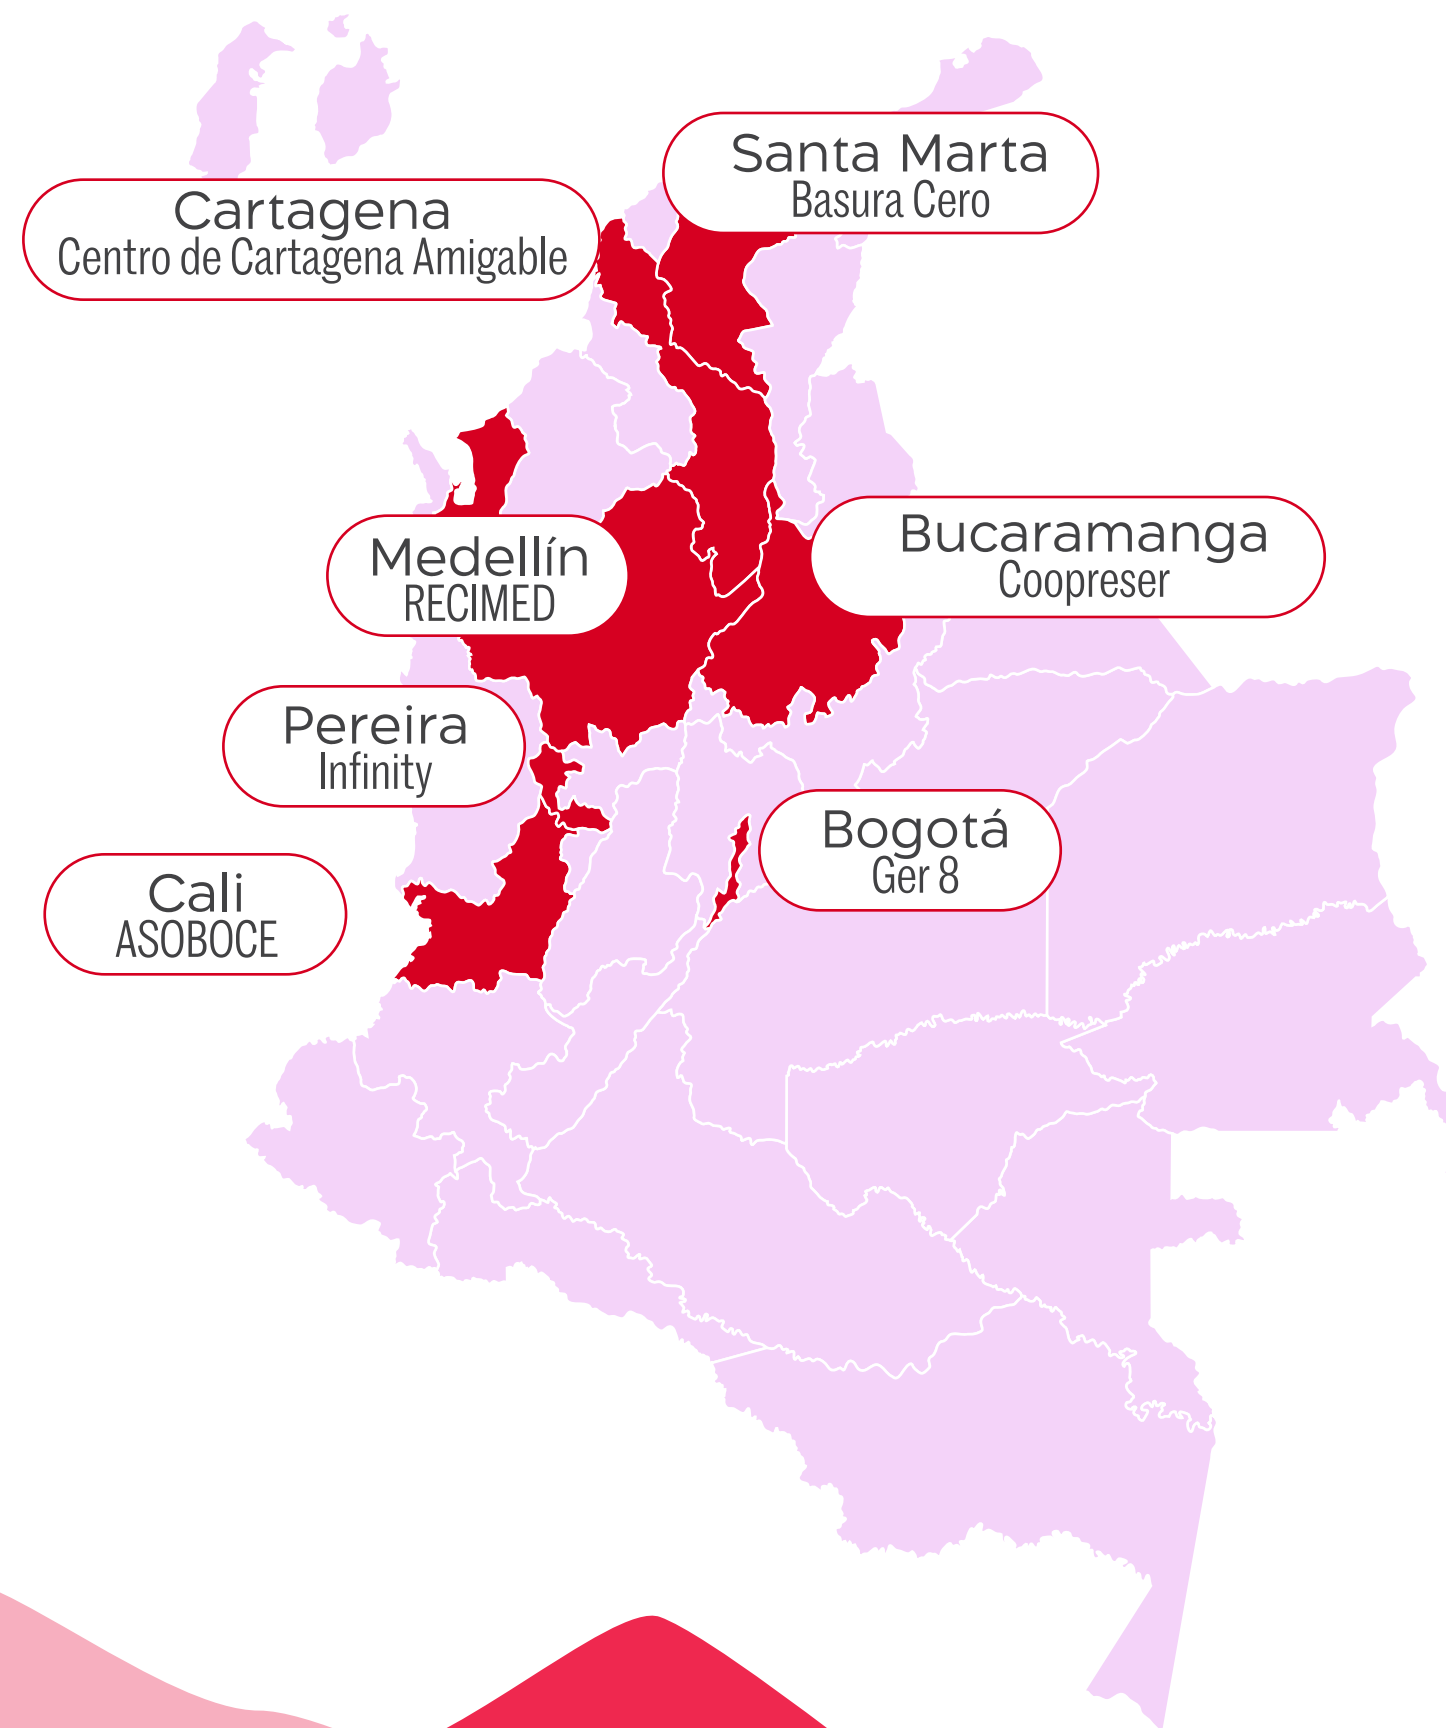 Santa Marta
Basura Cero
Cartagena
Centro de Cartagena Amigable
Bucaramanga
Coopreser
Medellín
RECIMED
Pereira
Infinity
Bogotá
Ger 8
Cali
ASOBOCE